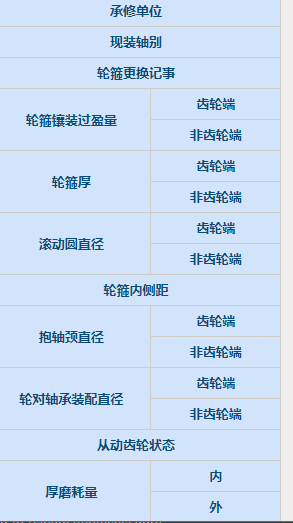 承修单位
现装轴别
轮箍更换记事
轮箍镶装过盈量
齿轮端
非齿轮端
轮箍厚
齿轮端
非齿轮端
滚动圆直径
齿轮端
非齿轮端
轮箍内侧距
抱轴颈直径
齿轮端
非齿轮端
轮对轴承装配直径
齿轮端
非齿轮端
从动齿轮状态
厚磨耗量
内
外